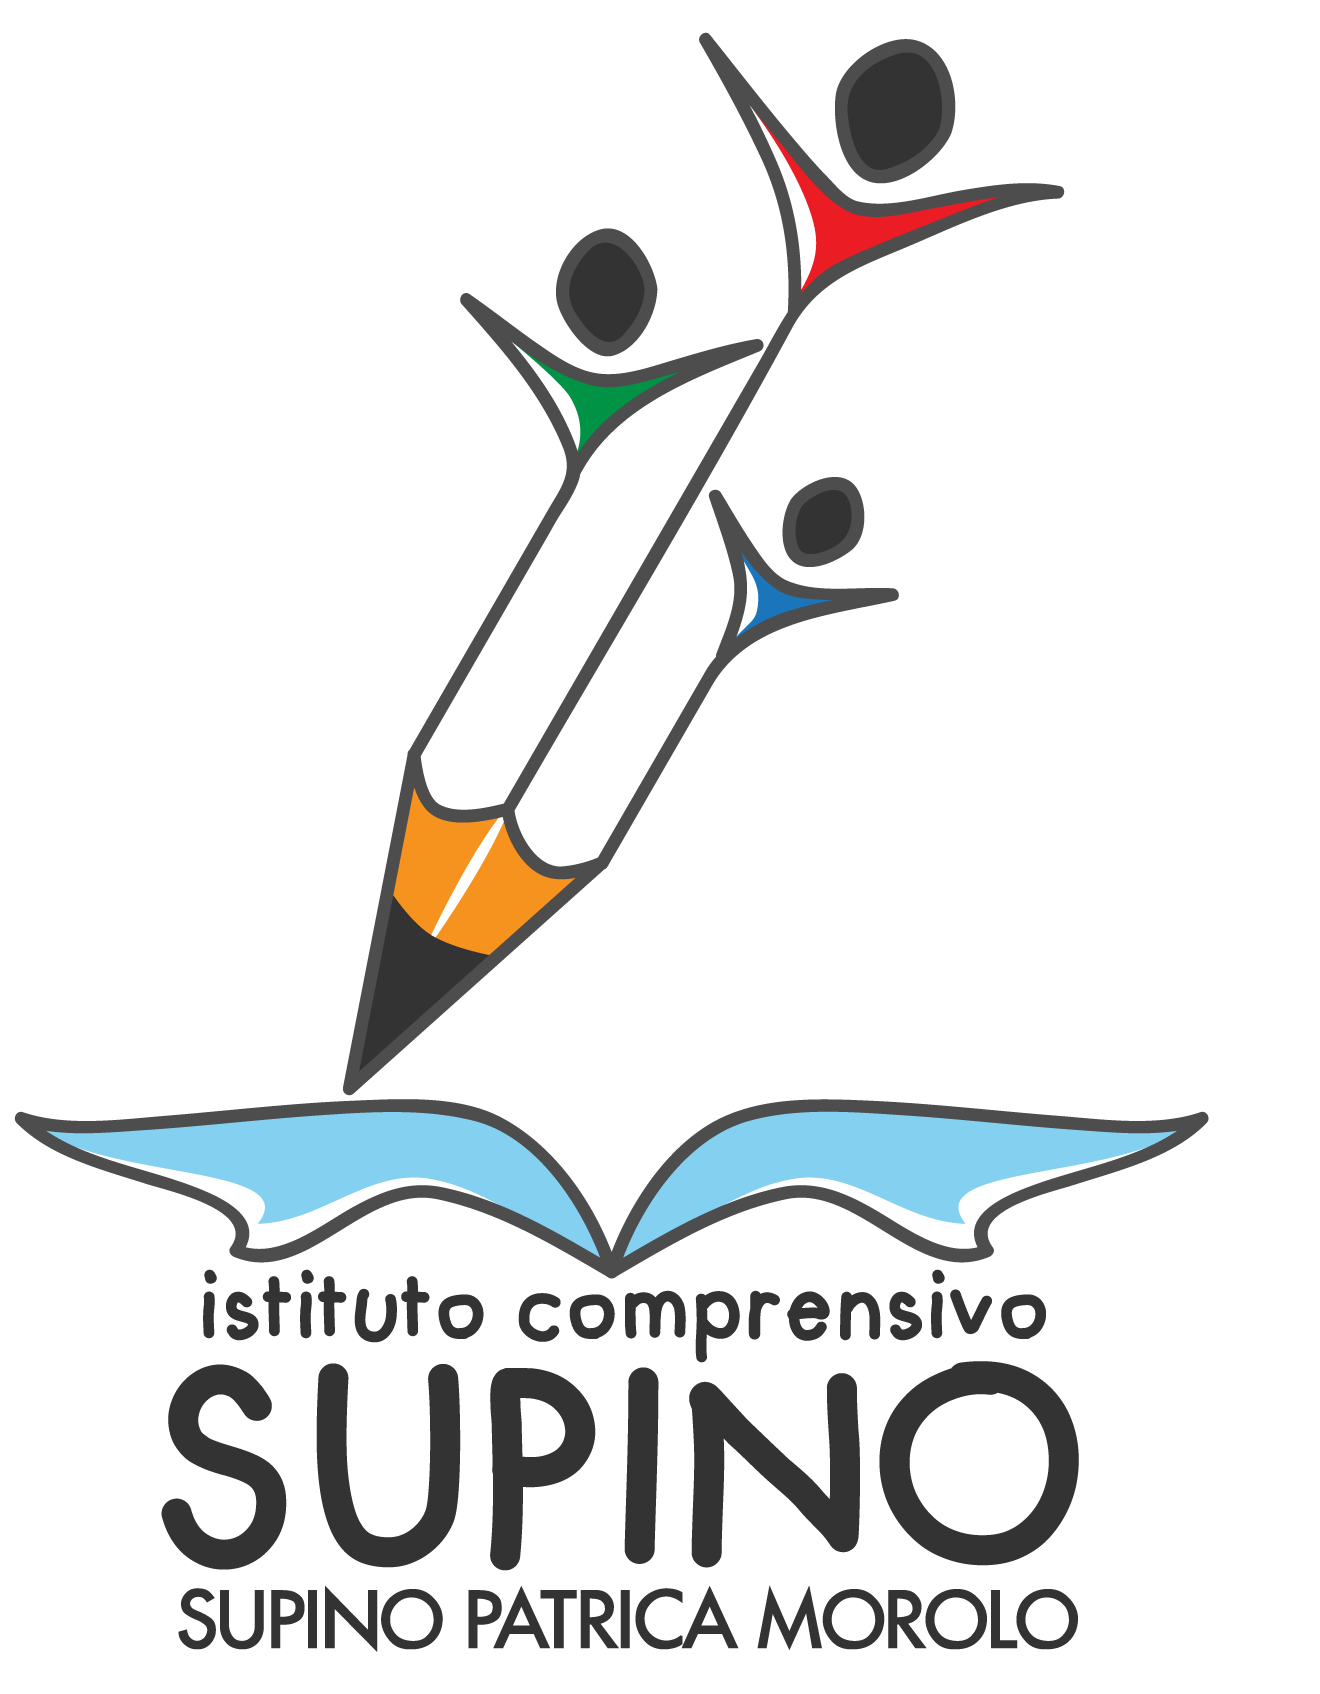 istituto comprensivo
SUPINO
SUPINO PATRICA MOROLO